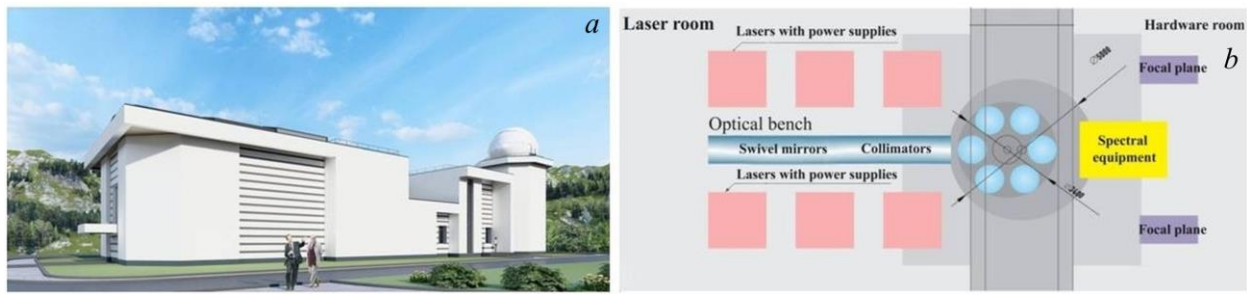 a
Laser room
Hardware room
b
Lasers with power supplies
Focal plane
∅5000
Optical bench
Swivel mirrors
Collimators
Spectral
equipment
Lasers with power supplies
Focal plane